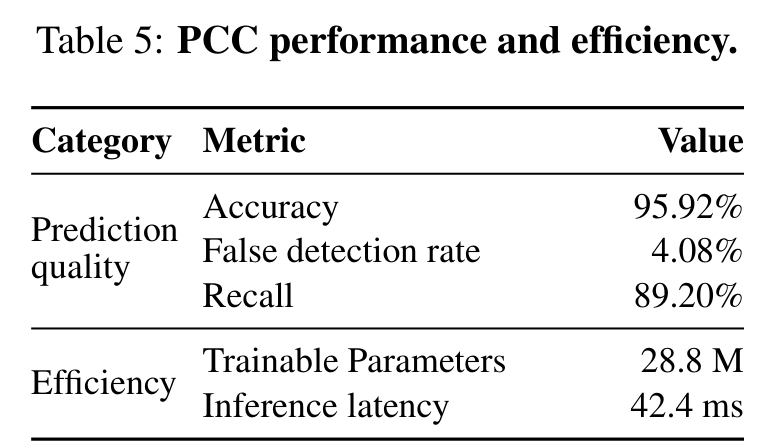 Table 5: PCC performance and efficiency.
Category Metric Value
Prediction quality
Accuracy 95.92%
False detection rate 4.08%
Recall 89.20%
Efficiency
Trainable Parameters 28.8 M
Inference latency 42.4 ms